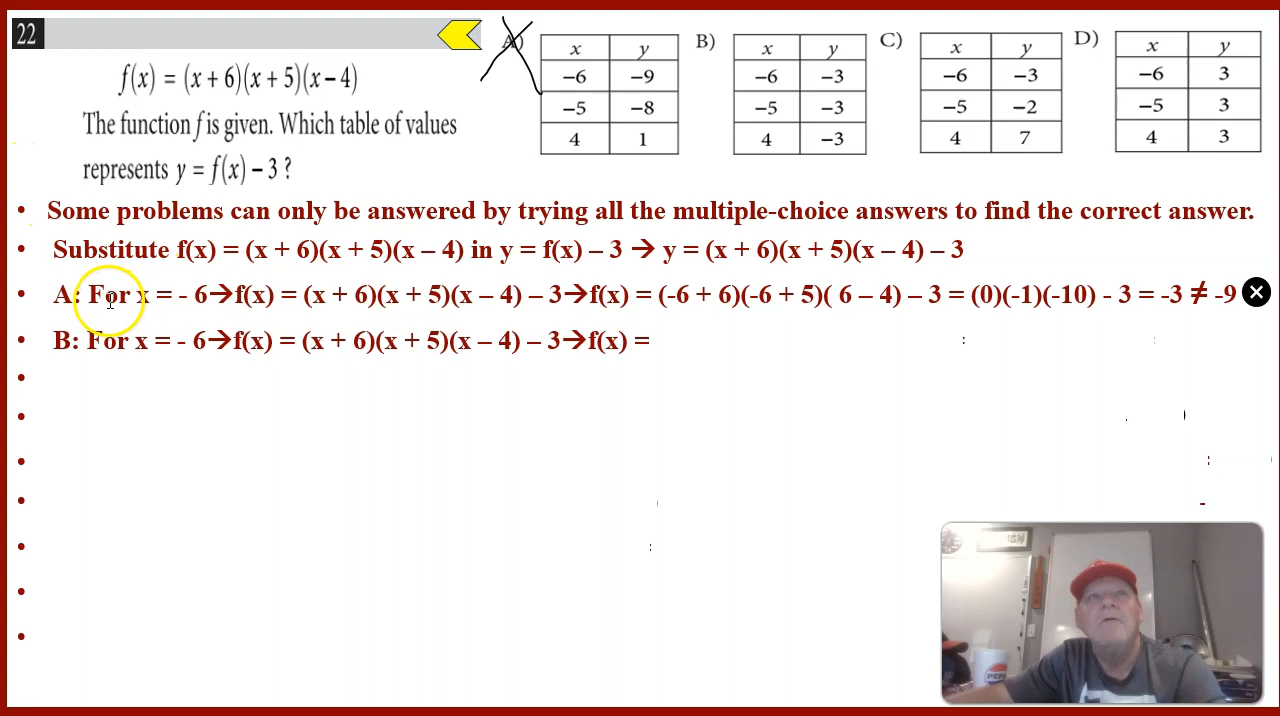 22
f(x) = (x + 6)(x + 5)(x – 4)
The function f is given. Which table of values
represents y = f(x) – 3 ?
A)
x y
–6 –9
–5 –8
4 1
B)
x y
–6 –3
–5 –3
4 –3
C)
x y
–6 –3
–5 –2
4 7
D)
x y
–6 3
–5 3
4 3
• Some problems can only be answered by trying all the multiple-choice answers to find the correct answer.
• Substitute f(x) = (x + 6)(x + 5)(x – 4) in y = f(x) – 3 → y = (x + 6)(x + 5)(x – 4) – 3
• A: For x = - 6→f(x) = (x + 6)(x + 5)(x – 4) – 3→f(x) = (-6 + 6)(-6 + 5)( 6 – 4) – 3 = (0)(-1)(-10) - 3 = -3 ≠ -9
• B: For x = - 6→f(x) = (x + 6)(x + 5)(x – 4) – 3→f(x) =